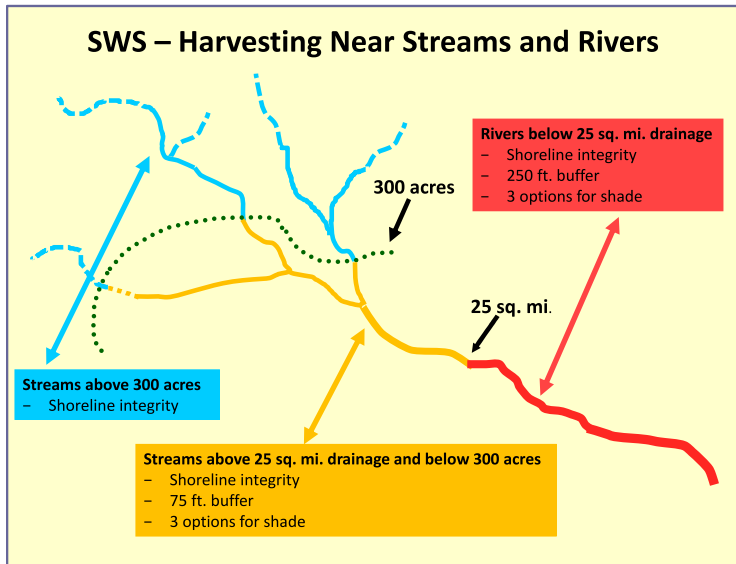 SWS – Harvesting Near Streams and Rivers
Rivers below 25 sq. mi. drainage
− Shoreline integrity
− 250 ft. buffer
− 3 options for shade
300 acres
25 sq. mi.
Streams above 300 acres
− Shoreline integrity
Streams above 25 sq. mi. drainage and below 300 acres
− Shoreline integrity
− 75 ft. buffer
− 3 options for shade